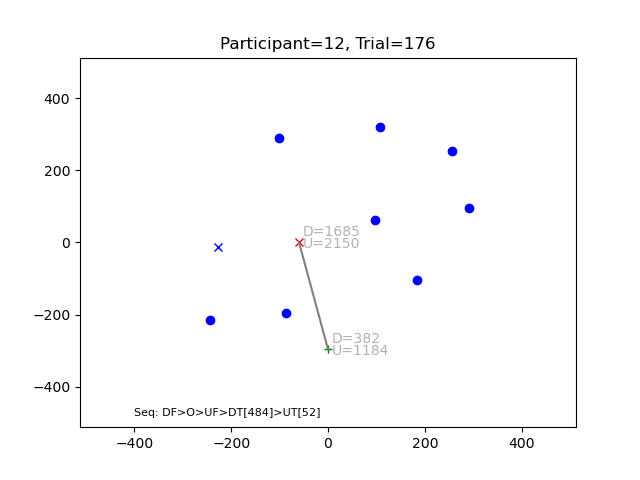 Participant=12, Trial=176
400
200
0
−200
−400
D=1685
U=2150
D=382
U=1184
Seq: DF>O>UF>DT[484]>UT[52]
−400 −200 0 200 400